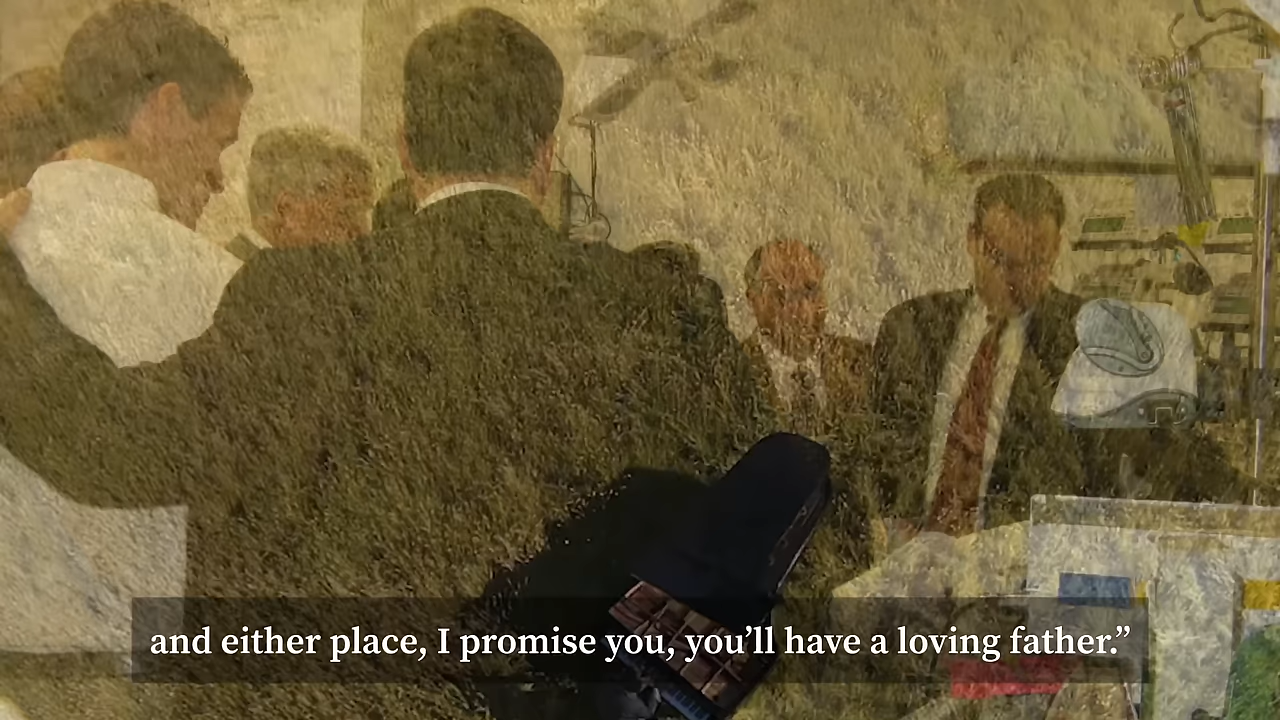 and either place, I promise you, you’ll have a loving father.”